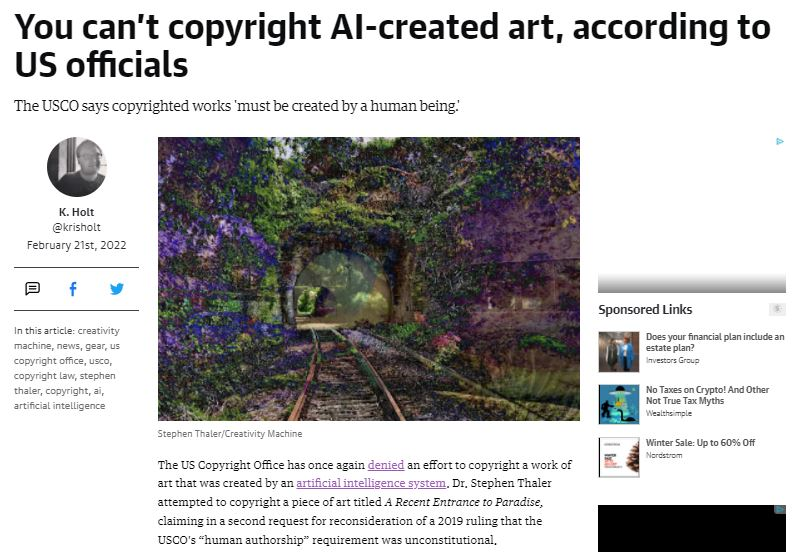 You can’t copyright AI-created art, according to
US officials
The USCO says copyrighted works 'must be created by a human being.'
K. Holt
@krisholt
February 21st, 2022
In this article: creativity
machine, news, gear, us
copyright office, usco,
copyright law, stephen
thaler, copyright, ai,
artificial intelligence
Stephen Thaler/Creativity Machine
The US Copyright Office has once again denied an effort to copyright a work of
art that was created by an artificial intelligence system. Dr. Stephen Thaler
attempted to copyright a piece of art titled A Recent Entrance to Paradise,
claiming in a second request for reconsideration of a 2019 ruling that the
USCO’s “human authorship” requirement was unconstitutional.
Sponsored Links
Does your financial plan include an
estate plan?
Investors Group
No Taxes on Crypto! And Other
Not True Tax Myths
Wealthsimple
Winter Sale: Up to 60% Off
Nordstrom